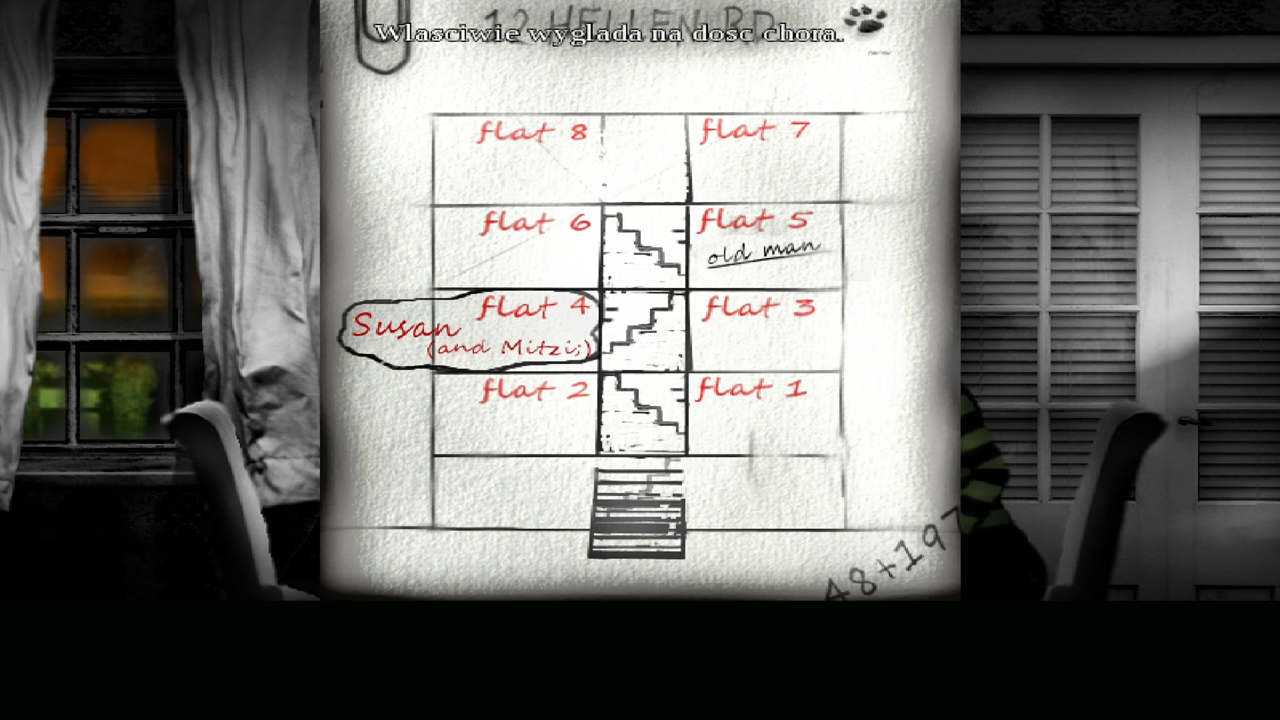 12 HELLEN RD
Wlasciwie wyglada na dosc chora.
flat 8
flat 7
flat 6
flat 5
old man
flat 4
Susan
(and Mitzi;)
flat 3
flat 2
flat 1
48+197